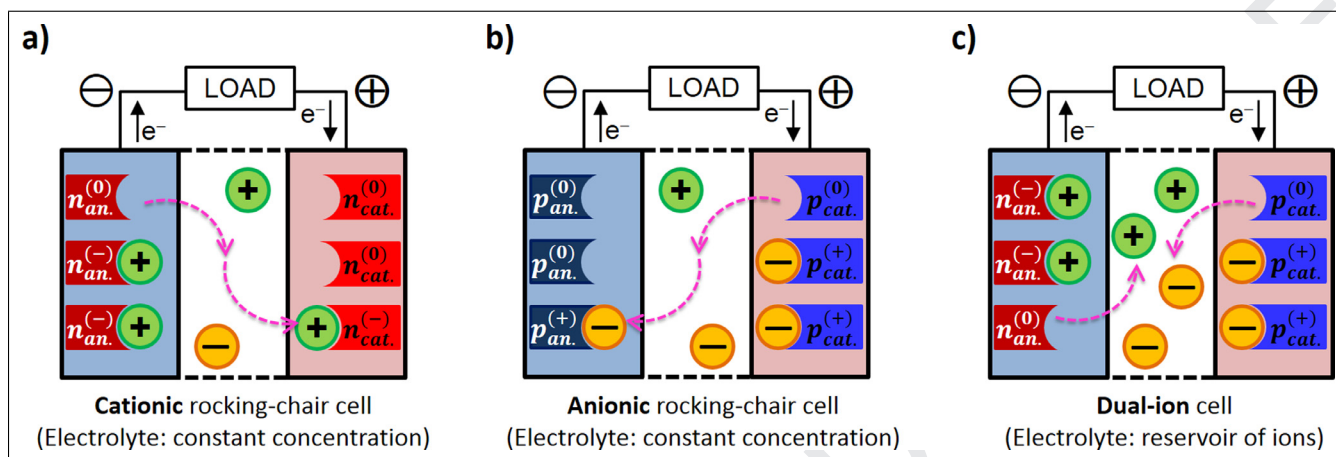 a)
⊖ LOAD ⊕
e⁻ e⁻
n_an.^(0) n_cat.^(0)
n_an.^(-) + n_cat.^(0)
n_an.^(-) + + n_cat.^(-)
+
−
Cationic rocking-chair cell
(Electrolyte: constant concentration)
b)
⊖ LOAD ⊕
e⁻ e⁻
p_an.^(0) p_cat.^(0)
p_an.^(0) − p_cat.^(+)
p_an.^(+) − − p_cat.^(+)
+
−
Anionic rocking-chair cell
(Electrolyte: constant concentration)
c)
⊖ LOAD ⊕
e⁻ e⁻
n_an.^(-) + p_cat.^(0)
n_an.^(-) + − p_cat.^(+)
n_an.^(0) − p_cat.^(+)
+
+
−
−
Dual-ion cell
(Electrolyte: reservoir of ions)